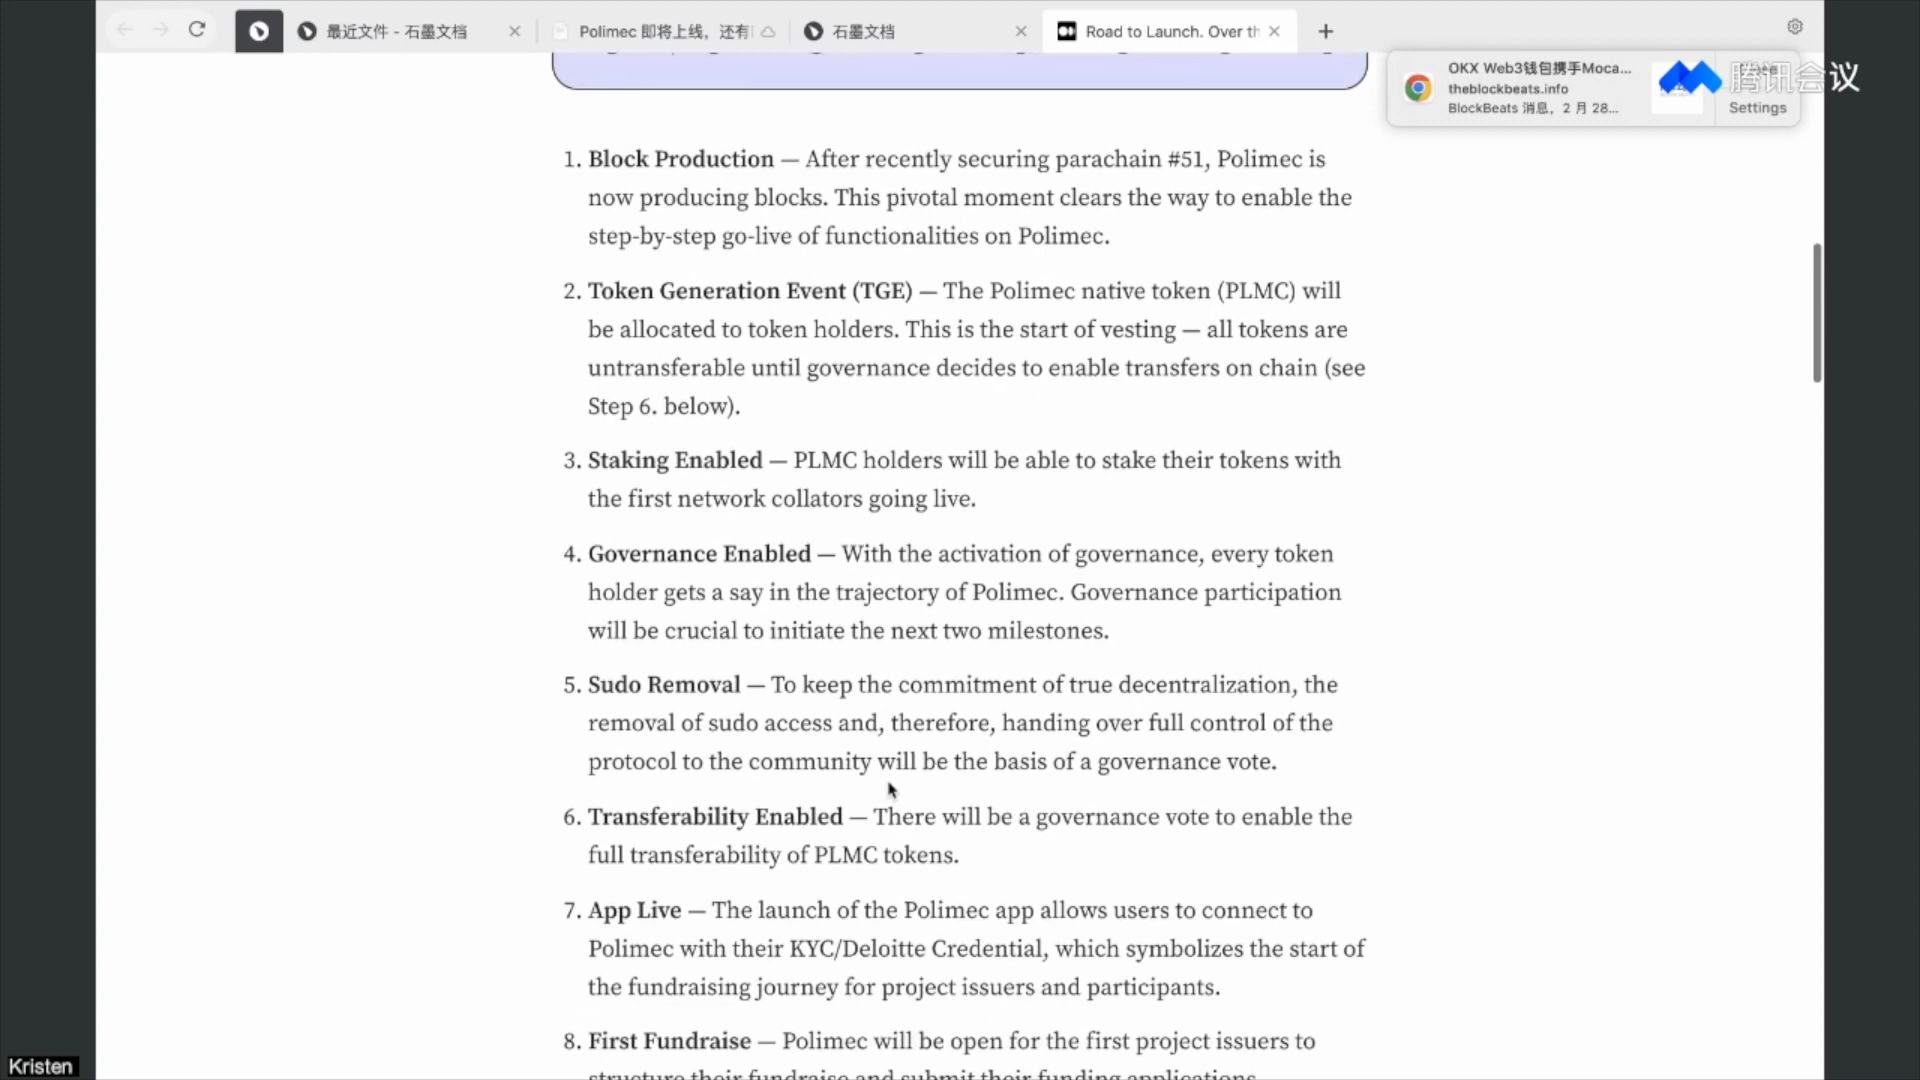 最近文件 - 石墨文档
Polimec 即将上线，还有
石墨文档
Road to Launch. Over th
OKX Web3钱包携手Moca...
theblockbeats.info
BlockBeats 消息，2 月 28...
Settings
腾讯会议
1. Block Production — After recently securing parachain #51, Polimec is
now producing blocks. This pivotal moment clears the way to enable the
step-by-step go-live of functionalities on Polimec.
2. Token Generation Event (TGE) — The Polimec native token (PLMC) will
be allocated to token holders. This is the start of vesting — all tokens are
untransferable until governance decides to enable transfers on chain (see
Step 6. below).
3. Staking Enabled — PLMC holders will be able to stake their tokens with
the first network collators going live.
4. Governance Enabled — With the activation of governance, every token
holder gets a say in the trajectory of Polimec. Governance participation
will be crucial to initiate the next two milestones.
5. Sudo Removal — To keep the commitment of true decentralization, the
removal of sudo access and, therefore, handing over full control of the
protocol to the community will be the basis of a governance vote.
6. Transferability Enabled — There will be a governance vote to enable the
full transferability of PLMC tokens.
7. App Live — The launch of the Polimec app allows users to connect to
Polimec with their KYC/Deloitte Credential, which symbolizes the start of
the fundraising journey for project issuers and participants.
8. First Fundraise — Polimec will be open for the first project issuers to
structure their fundraise and submit their funding applications
Kristen